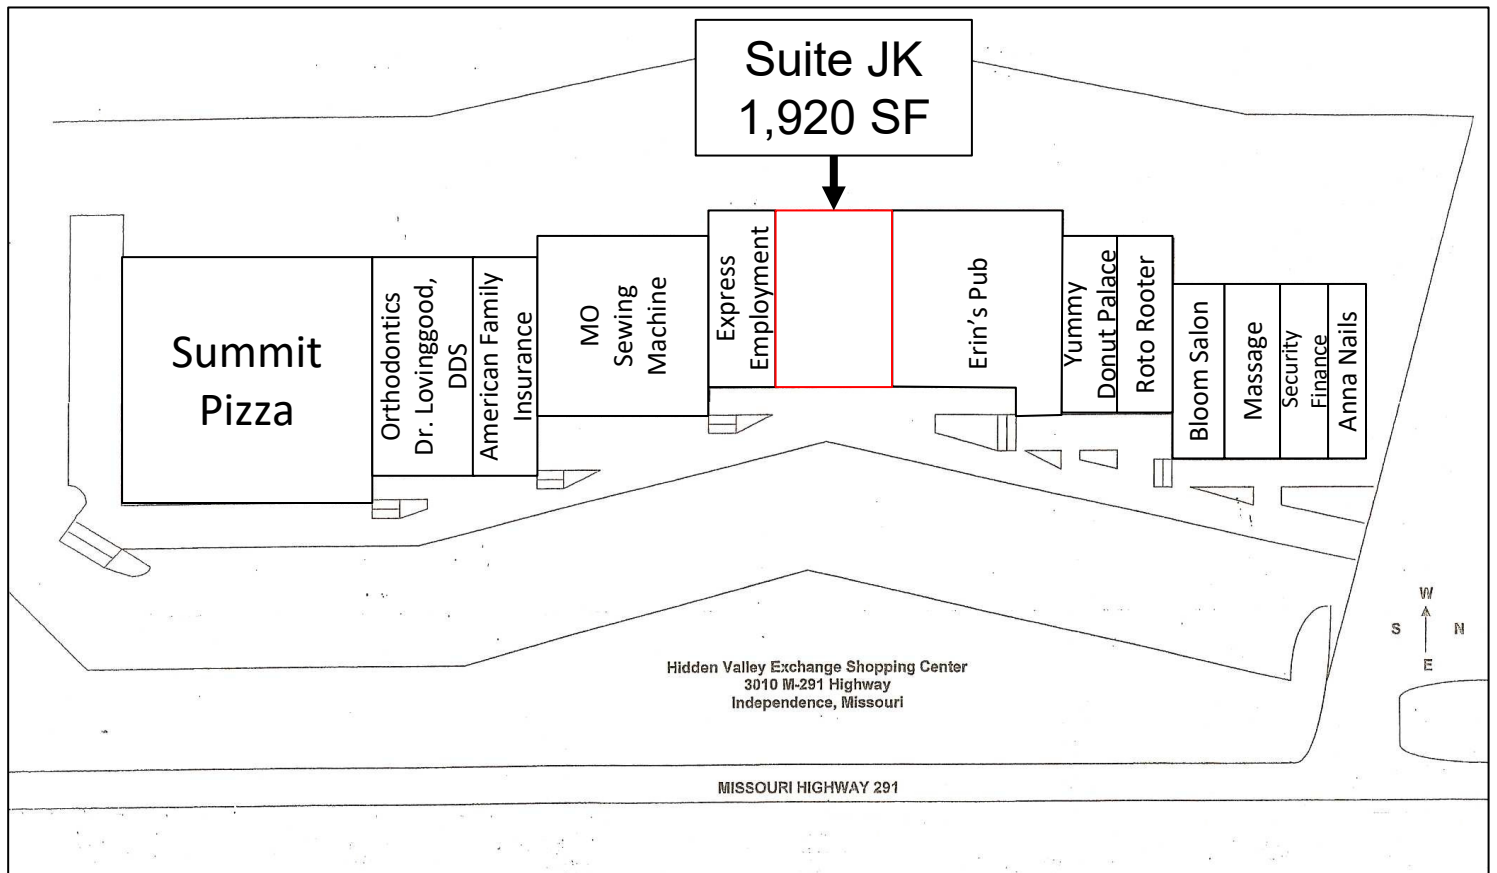 Suite JK
1,920 SF
Summit
Pizza
Orthodontics
Dr. Lovinggood,
DDS
American Family
Insurance
MO
Sewing
Machine
Express
Employment
Erin's Pub
Yummy
Donut Palace
Roto Rooter
Bloom Salon
Massage
Security
Finance
Anna Nails
W
S N
E
Hidden Valley Exchange Shopping Center
3010 M-291 Highway
Independence, Missouri
MISSOURI HIGHWAY 291